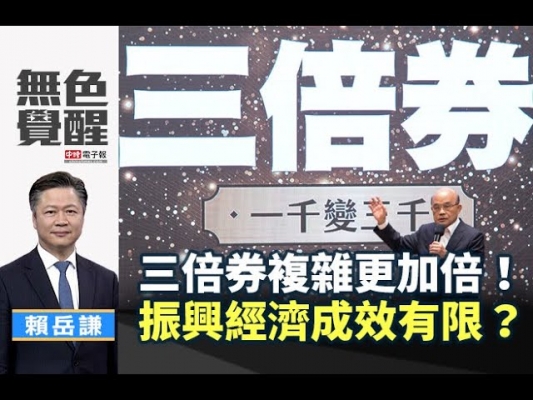 無色
覺醒
中時電子報
三倍券
·一千變三千
三倍券複雜更加倍！
振興經濟成效有限？
賴岳謙